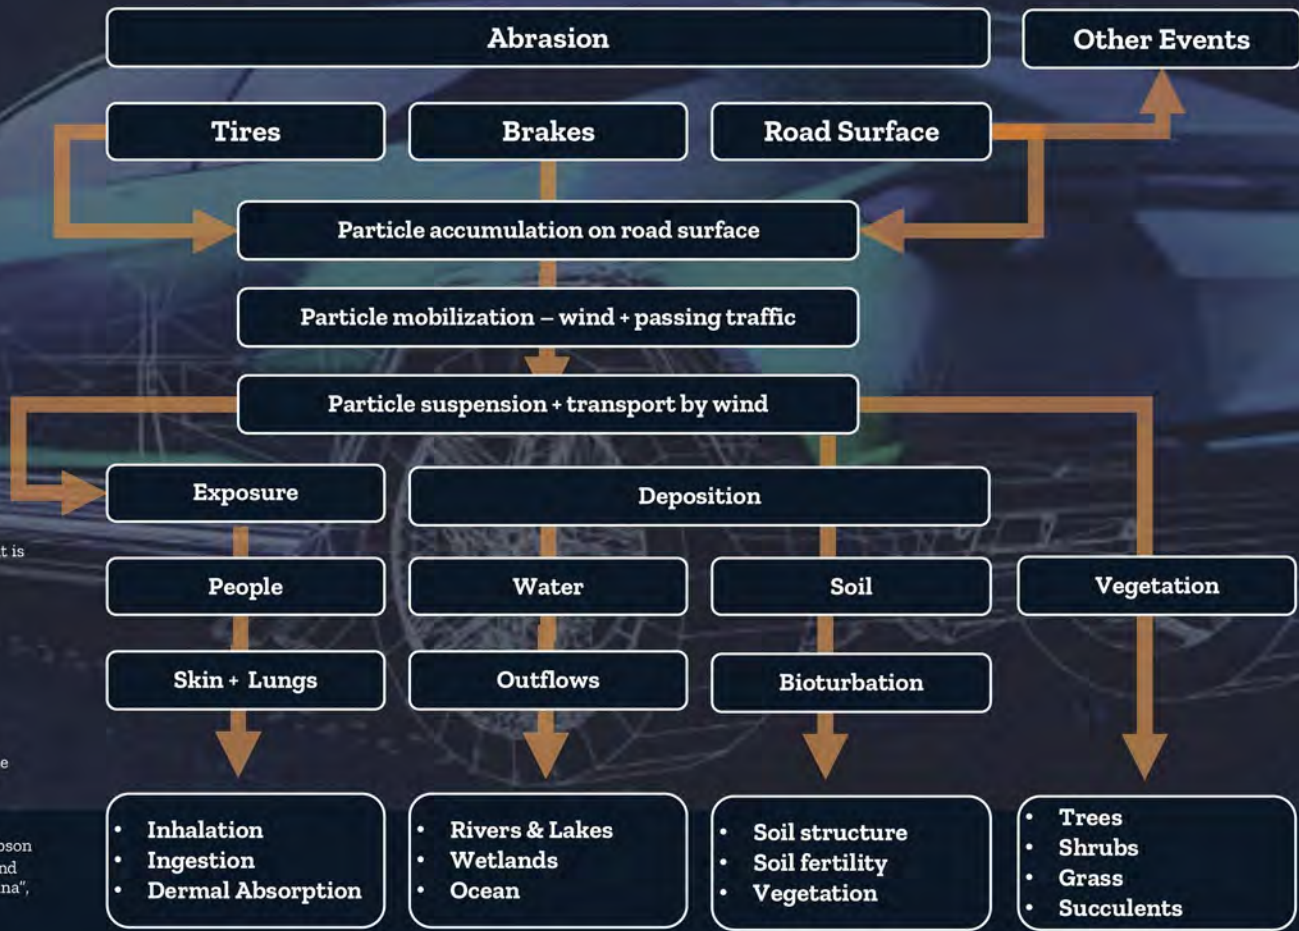 Abrasion
Other Events
Tires
Brakes
Road Surface
Particle accumulation on road surface
Particle mobilization – wind + passing traffic
Particle suspension + transport by wind
Exposure
Deposition
People
Water
Soil
Vegetation
Skin + Lungs
Outflows
Bioturbation
• Inhalation
• Ingestion
• Dermal Absorption
• Rivers & Lakes
• Wetlands
• Ocean
• Soil structure
• Soil fertility
• Vegetation
• Trees
• Shrubs
• Grass
• Succulents
is